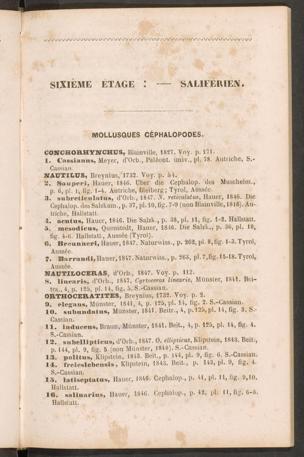 SIXIÈME ÉTAGE : — SALIFÉRIEN.
MOLLUSQUES CÉPHALOPODES.
CONCHORHYNCHUS, Blainville, 1827. Voy. p. 171.
1. Cassianus, Meyer, d'Orb., Paléont. univ., pl. 78. Autriche, S.-
Cassian.
NAUTILUS, Breynius, 1732. Voy. p. 54.
2. Sauperi, Hauer, 1846. Uber die Cephalop. des Muschelm.,
p. 6, pl. 1, fig. 1-4. Autriche, Bleiberg; Tyrol, Aussée.
3. subreticulatus, d'Orb., 1847. N. reticulatus, Hauer, 1846. Die
Cephalop. des Salzkam., p. 37, pl. 10, fig. 7-9 (non Blainville, 1818). Au-
triche, Hallstatt.
4. acutus, Hauer, 1846. Die Salzk., p. 38, pl. 11, fig. 1-2. Hallstatt.
5. mesodicus, Quenstedt, Hauer, 1846. Die Salzk., p. 36, pl. 10,
fig. 4-6. Hallstatt, Aussée (Tyrol).
6. Breunneri, Hauer, 1847. Naturwiss., p. 262, pl. 8, fig. 1-3. Tyrol,
Aussée.
7. Barrandi, Hauer, 1847. Naturwiss., p. 263, pl. 7, fig. 15-18. Tyrol,
Aussée.
NAUTILOCERAS, d'Orb., 1847. Voy. p. 112.
8. linearis, d'Orb., 1847. Cyrtoceras linearis, Münster, 1841. Bei-
trs., 4, p. 125, pl. 14, fig. 5. S.-Cassian.
ORTHOCERATITES, Breynius, 1732. Voy. p. 2.
9. elegans, Münster, 1841, 4, p. 125, pl. 14, fig. 2. S.-Cassian.
10. subundatus, Münster, 1841. Beitr., 4, p. 125, pl. 14, fig. 3. S.-
Cassian.
11. inducens, Braun, Münster, 1841. Beit., 4, p. 125, pl. 14, fig. 4.
S.-Cassian.
12. subellipticus, d'Orb., 1847. O. ellipticus, Klipstein, 1843. Beit.,
p. 144, pl. 9, fig. 5 (non Münster, 1840). S.-Cassian.
13. politus, Klipstein, 1843. Beit., p. 144, pl. 9, fig. 6. S.-Cassian.
14. freieslebensis, Klipstein, 1843. Beit., p. 143, pl. 9, fig. 4.
S.-Cassian.
15. latiseptatus, Hauer, 1846. Cephalop., p. 41, pl. 11, fig. 9, 10.
Hallstatt.
16. salinarius, Hauer, 1846. Cephalop., p. 42, pl. 11, fig. 6-8.
Hallstatt.